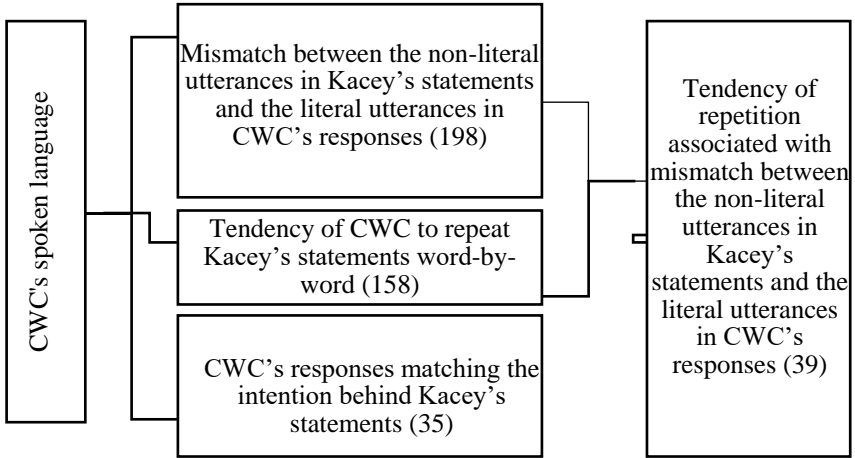 CWC's spoken language
Mismatch between the non-literal
utterances in Kacey’s statements
and the literal utterances in
CWC’s responses (198)
Tendency of CWC to repeat
Kacey’s statements word-by-
word (158)
CWC’s responses matching the
intention behind Kacey’s
statements (35)
Tendency of
repetition
associated with
mismatch between
the non-literal
utterances in
Kacey’s
statements and the
literal utterances
in CWC’s
responses (39)